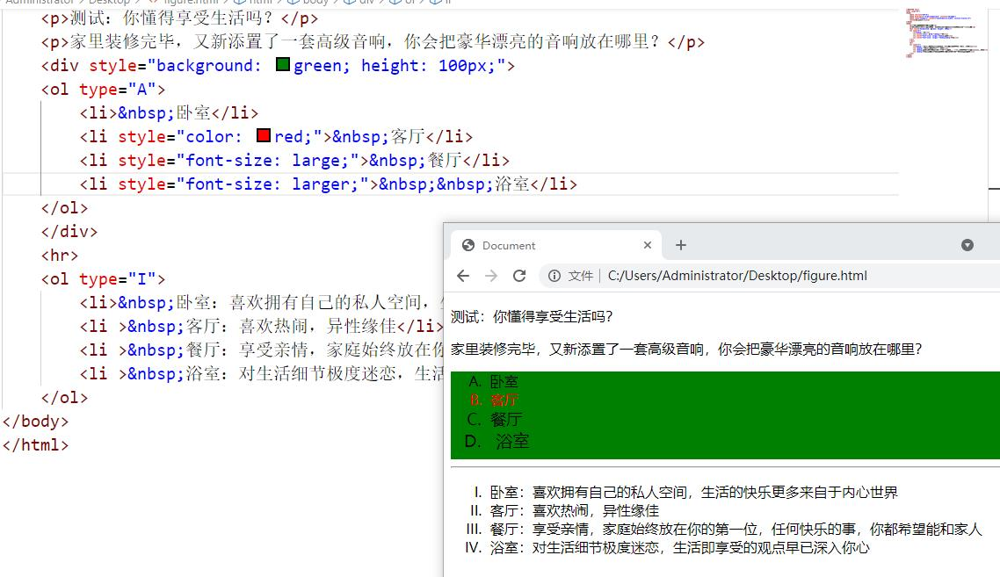 Administrator > Desktop > figure.html > html > body > div > ol > li
<p>测试：你懂得享受生活吗？</p>
<p>家里装修完毕，又新添置了一套高级音响，你会把豪华漂亮的音响放在哪里？</p>
<div style="background: green; height: 100px;">
<ol type="A">
<li>&nbsp;卧室</li>
<li style="color: red;">&nbsp;客厅</li>
<li style="font-size: large;">&nbsp;餐厅</li>
<li style="font-size: larger;">&nbsp;&nbsp;浴室</li>
</ol>
</div>
<hr>
<ol type="I">
<li>&nbsp;卧室：喜欢拥有自己的私人空间，
<li >&nbsp;客厅：喜欢热闹，异性缘佳</li>
<li >&nbsp;餐厅：享受亲情，家庭始终放在你
<li >&nbsp;浴室：对生活细节极度迷恋，生活
</ol>
</body>
</html>
Document
文件 C:/Users/Administrator/Desktop/figure.html
测试：你懂得享受生活吗？
家里装修完毕，又新添置了一套高级音响，你会把豪华漂亮的音响放在哪里？
A. 卧室
B. 客厅
C. 餐厅
D. 浴室
I. 卧室：喜欢拥有自己的私人空间，生活的快乐更多来自于内心世界
II. 客厅：喜欢热闹，异性缘佳
III. 餐厅：享受亲情，家庭始终放在你的第一位，任何快乐的事，你都希望能和家人
IV. 浴室：对生活细节极度迷恋，生活即享受的观点早已深入你心